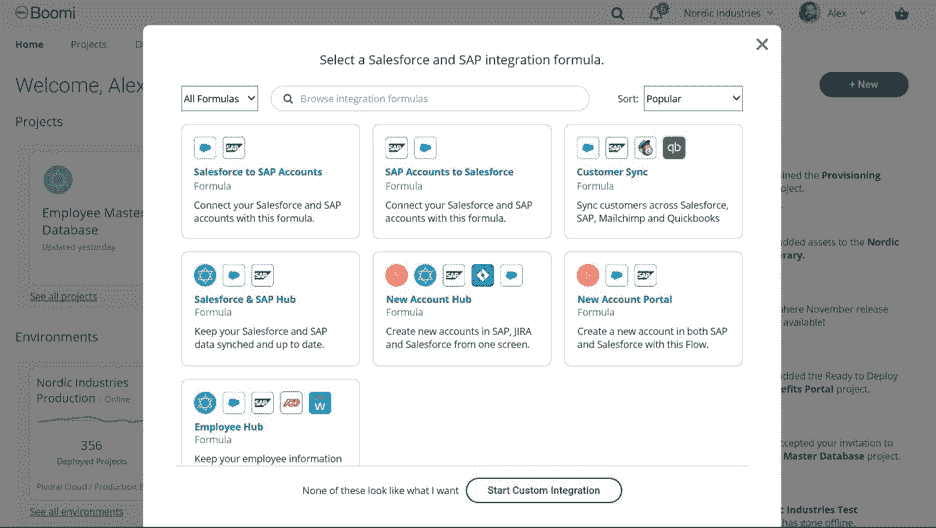 Boomi
Nordic Industries
Alex
Home
Projects
D
Welcome, Alex
+ New
Projects
Employee Master
Database
Updated yesterday
See all projects
Environments
Nordic Industries
Production - Online
356
Deployed Projects
Pivotal Cloud / Production E
See all environments
Select a Salesforce and SAP integration formula.
All Formulas
Browse integration formulas
Sort:
Popular
SAP
Salesforce to SAP Accounts
Formula
Connect your Salesforce and SAP
accounts with this formula.
SAP
SAP Accounts to Salesforce
Formula
Connect your Salesforce and SAP
accounts with this formula.
SAP
qb
Customer Sync
Formula
Sync customers across Salesforce,
SAP, Mailchimp and Quickbooks
SAP
Salesforce & SAP Hub
Formula
Keep your Salesforce and SAP
data synched and up to date.
SAP
New Account Hub
Formula
Create new accounts in SAP, JIRA
and Salesforce from one screen.
SAP
New Account Portal
Formula
Create a new account in both SAP
and Salesforce with this Flow.
SAP
ADP
W
Employee Hub
Formula
Keep your employee information
None of these look like what I want
Start Custom Integration
ined the Provisioning
oject.
added assets to the Nordic
rary.
here November release
available!
added the Ready to Deploy
efits Portal project.
ccepted your invitation to
Master Database project.
c Industries Test
has gone offline.